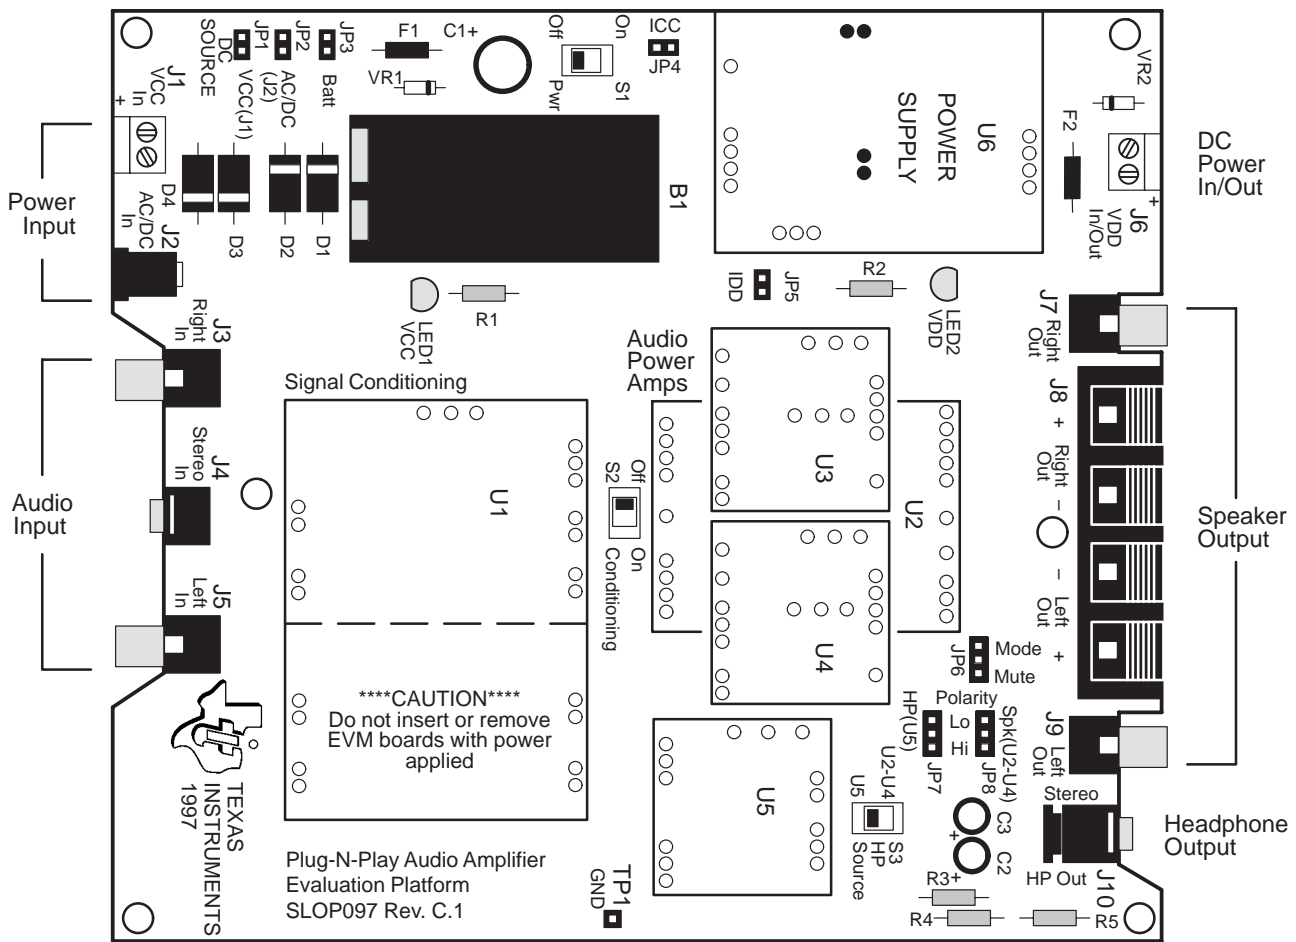 SOURCE
DC
JP1
JP2
JP3
F1
C1+
Off
On
ICC
JP4
VR2
J1
VCC
In
+
VCC(J1)
AC/DC
(J2)
Batt
VR1
Pwr
S1
POWER
SUPPLY
U6
F2
DC
Power
In/Out
Power
Input
D4
AC/DC
In
J2
D3
D2
D1
B1
+
J6
VDD
In/Out
R1
LED1
VCC
IDD
JP5
R2
LED2
VDD
J3
Right
In
J7
Right
Out
Audio
Power
Amps
Signal Conditioning
J8
+
Right
Out
–
J4
Stereo
In
Audio
Input
U1
S2
Off
On
Conditioning
U3
U2
U4
Speaker
Output
–
Left
Out
+
J5
Left
In
JP6
Mode
Mute
Polarity
HP(U5)
Lo
Hi
Spk(U2-U4)
JP7
JP8
J9
Left
Out
****CAUTION****
Do not insert or remove
EVM boards with power
applied
TEXAS
INSTRUMENTS
1997
U5
U2-U4
U5
S3
HP
Source
C3
+
C2
Stereo
Headphone
Output
HP Out
J10
Plug-N-Play Audio Amplifier
Evaluation Platform
SLOP097 Rev. C.1
TP1
GND
R3+
R4
R5